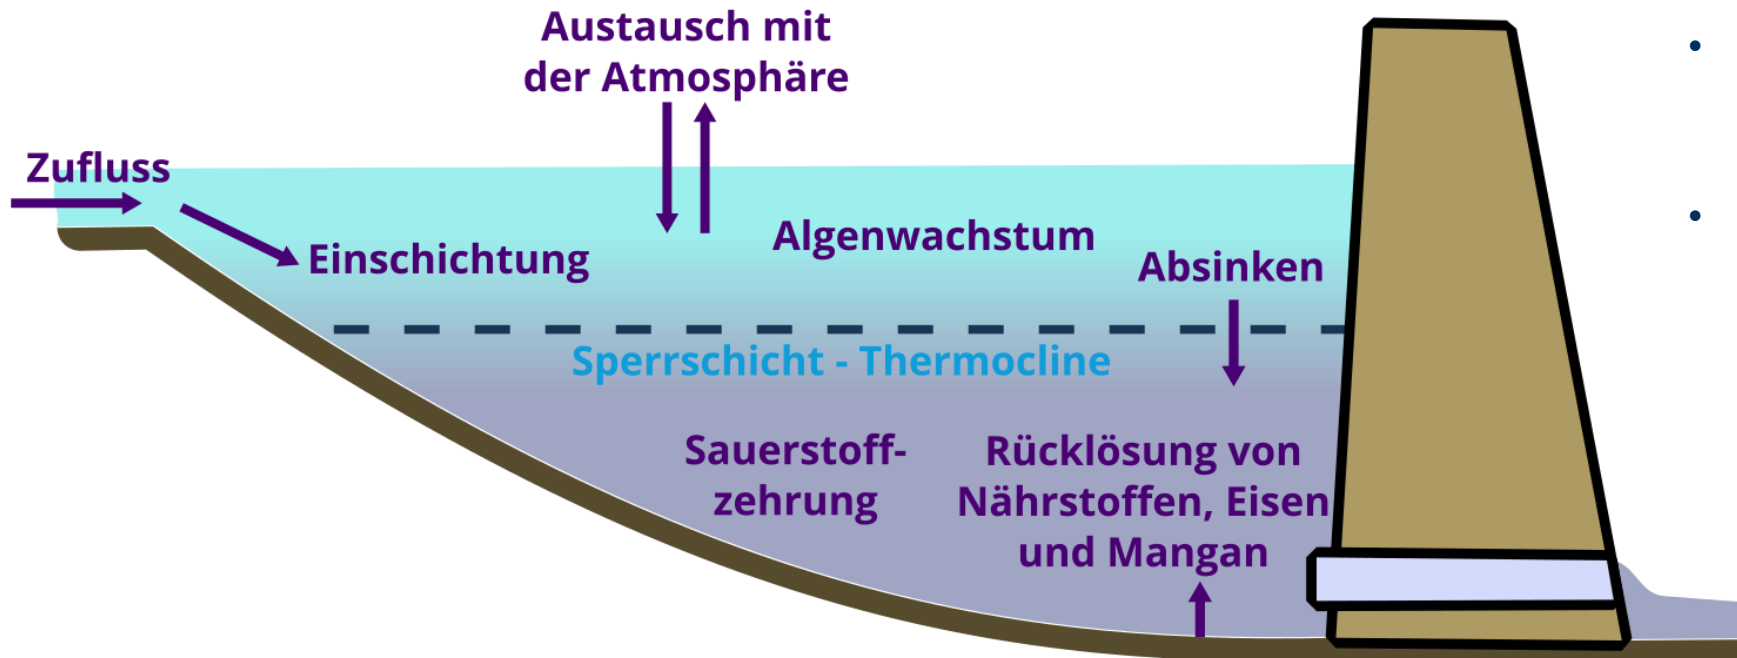 Austausch mit
der Atmosphäre
Zufluss
Einschichtung
Algenwachstum
Absinken
Sperrschicht - Thermocline
Sauerstoff-
zehrung
Rücklösung von
Nährstoffen, Eisen
und Mangan